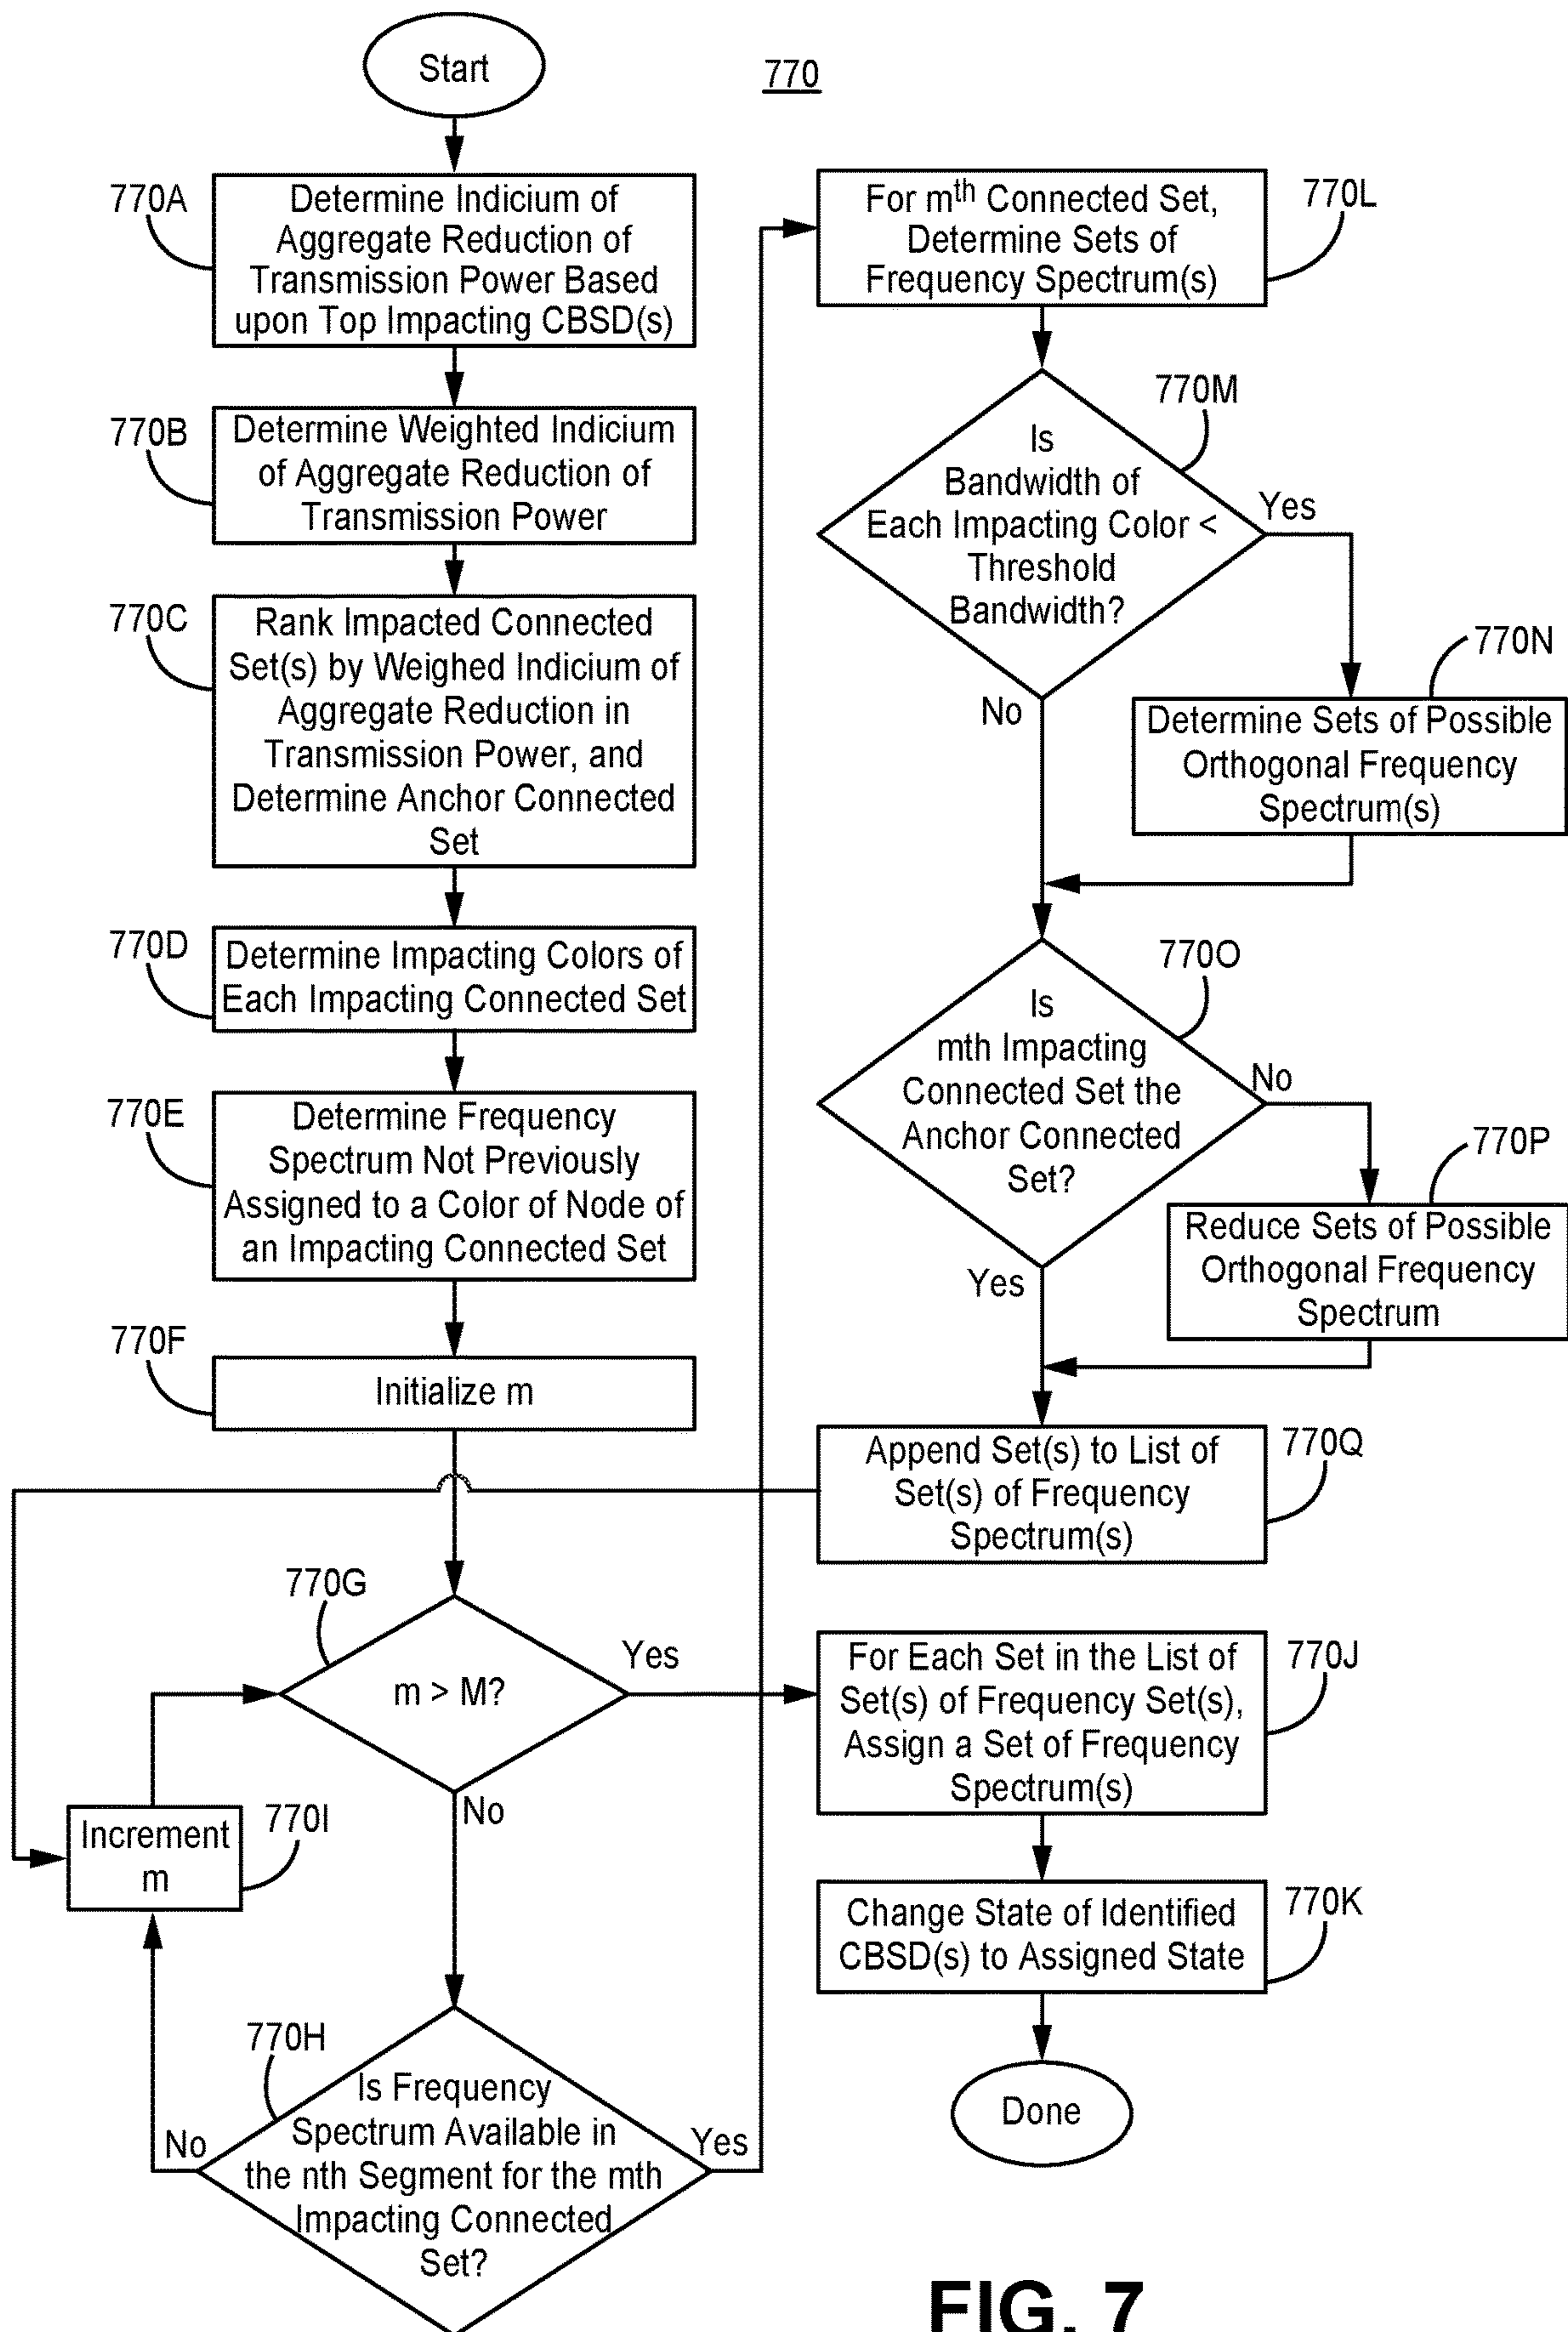 Start
770
770A
Determine Indicium of
Aggregate Reduction of
Transmission Power Based
upon Top Impacting CBSD(s)
770B
Determine Weighted Indicium
of Aggregate Reduction of
Transmission Power
770C
Rank Impacted Connected
Set(s) by Weighed Indicium of
Aggregate Reduction in
Transmission Power, and
Determine Anchor Connected
Set
770D
Determine Impacting Colors of
Each Impacting Connected Set
770E
Determine Frequency
Spectrum Not Previously
Assigned to a Color of Node of
an Impacting Connected Set
770F
Initialize m
770G
m > M?
Yes
No
Increment
m
770I
770H
Is Frequency
Spectrum Available in
the nth Segment for the mth
Impacting Connected
Set?
No
Yes
For mth Connected Set,
Determine Sets of
Frequency Spectrum(s)
770L
770M
Is
Bandwidth of
Each Impacting Color <
Threshold
Bandwidth?
Yes
No
770N
Determine Sets of Possible
Orthogonal Frequency
Spectrum(s)
770O
Is
mth Impacting
Connected Set the
Anchor Connected
Set?
No
Yes
770P
Reduce Sets of Possible
Orthogonal Frequency
Spectrum
Append Set(s) to List of
Set(s) of Frequency
Spectrum(s)
770Q
For Each Set in the List of
Set(s) of Frequency Set(s),
Assign a Set of Frequency
Spectrum(s)
770J
Change State of Identified
CBSD(s) to Assigned State
770K
Done
FIG. 7